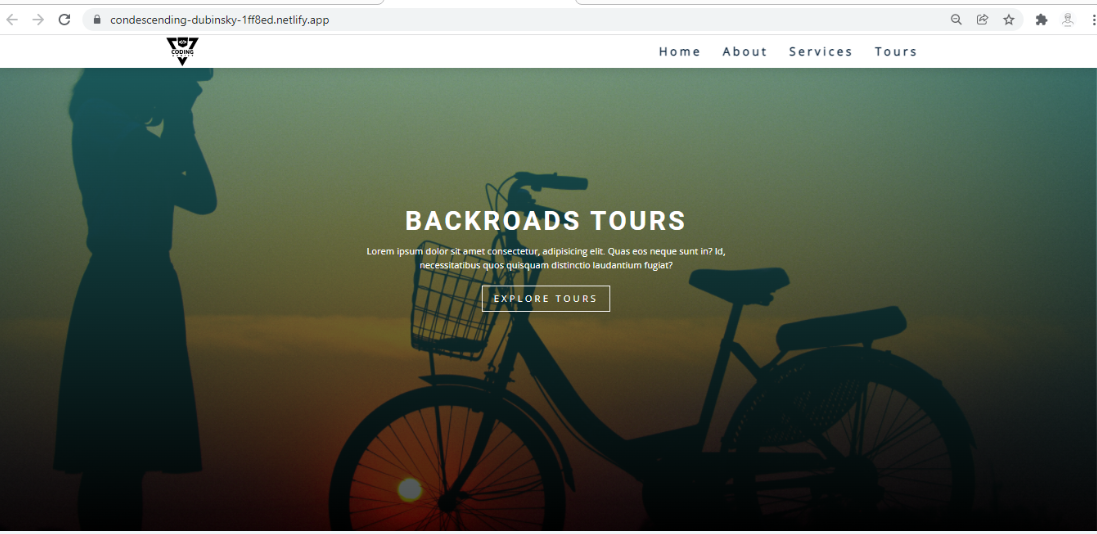 condescending-dubinsky-1ff8ed.netlify.app
CODING
Home About Services Tours
BACKROADS TOURS
Lorem ipsum dolor sit amet consectetur, adipisicing elit. Quas eos neque sunt in? Id,
necessitatibus quos quisquam distinctio laudantium fugiat?
EXPLORE TOURS